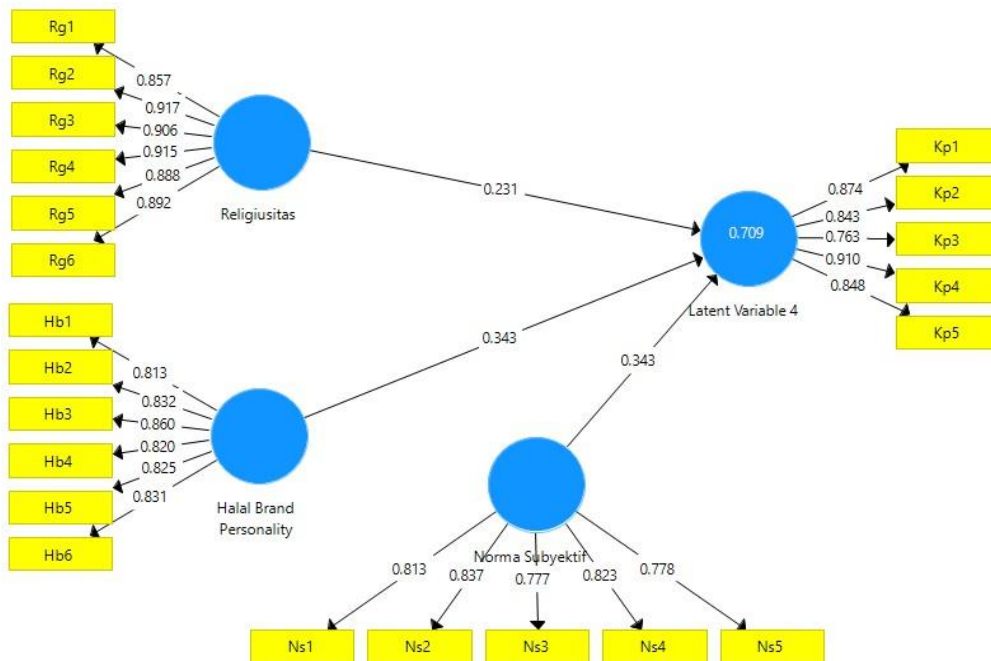 Rg1
Rg2
Rg3
Rg4
Rg5
Rg6
0.857
0.917
0.906
0.915
0.888
0.892
Religiusitas
0.231
Hb1
Hb2
Hb3
Hb4
Hb5
Hb6
0.813
0.832
0.860
0.820
0.825
0.831
Halal Brand
Personality
0.343
Norma Subyektif
0.343
0.813
0.837
0.777
0.823
0.778
Ns1
Ns2
Ns3
Ns4
Ns5
0.709
Latent Variable 4
0.874
0.843
0.763
0.910
0.848
Kp1
Kp2
Kp3
Kp4
Kp5